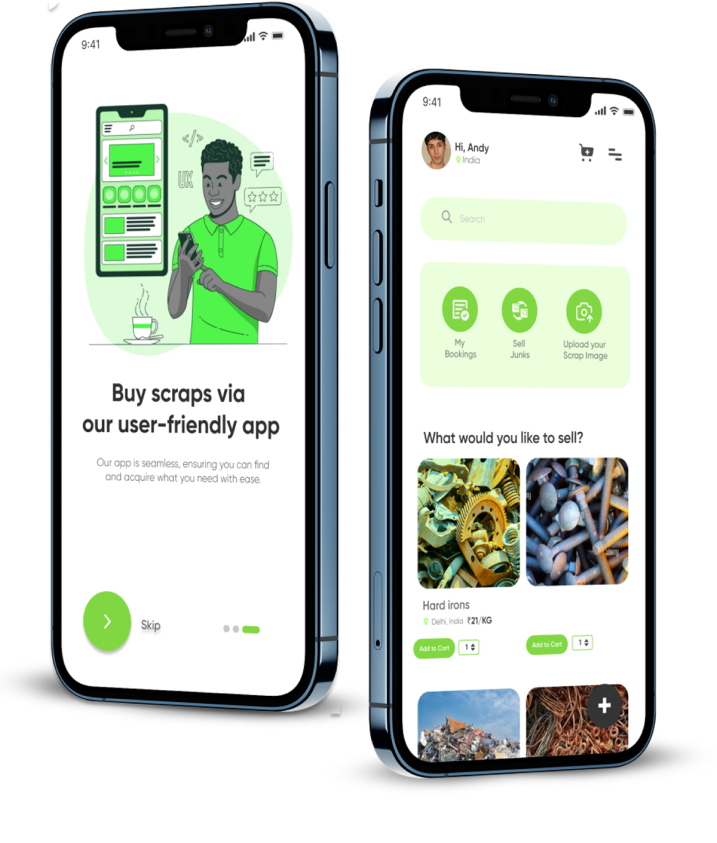 9:41
</>
UX
Buy scraps via
our user-friendly app
Our app is seamless, ensuring you can find
and acquire what you need with ease.
Skip
9:41
Hi, Andy
India
Search
My
Bookings
Sell
Junks
Upload your
Scrap Image
What would you like to sell?
Hard irons
Delhi, India ₹21/KG
Add to Cart 1
Add to Cart 1